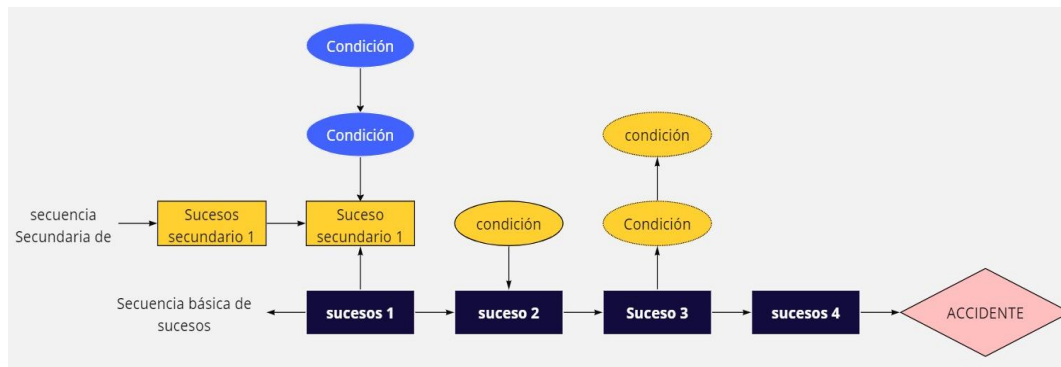 Condición
Condición
condición
secuencia
Secundaria de
Sucesos
secundario 1
Suceso
secundario 1
condición
Condición
Secuencia básica de
sucesos
sucesos 1
suceso 2
Suceso 3
sucesos 4
ACCIDENTE